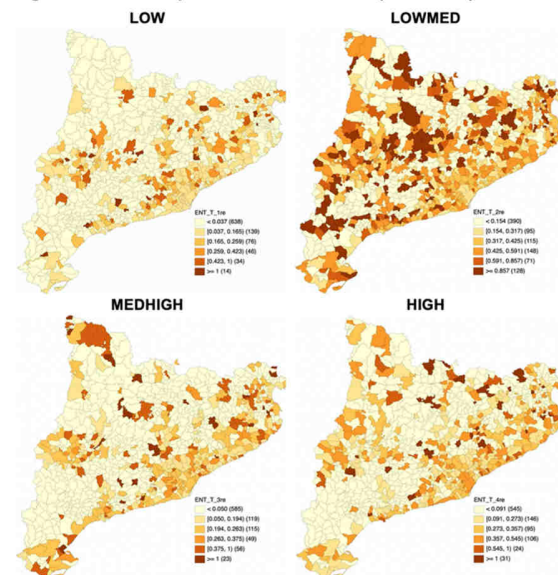 LOW
LOWMED
ENT_T_1re
< 0.037 (638)
[0.037, 0.165) (139)
[0.165, 0.259) (76)
[0.259, 0.423) (46)
[0.423, 1) (34)
>= 1 (14)
ENT_T_2re
< 0.154 (390)
[0.154, 0.317) (95)
[0.317, 0.425) (115)
[0.425, 0.591) (148)
[0.591, 0.857) (71)
>= 0.857 (128)
MEDHIGH
HIGH
ENT_T_3re
< 0.050 (585)
[0.050, 0.194) (119)
[0.194, 0.263) (115)
[0.263, 0.375) (49)
[0.375, 1) (56)
>= 1 (23)
ENT_T_4re
< 0.091 (545)
[0.091, 0.273) (146)
[0.273, 0.357) (95)
[0.357, 0.545) (106)
[0.545, 1) (24)
>= 1 (31)